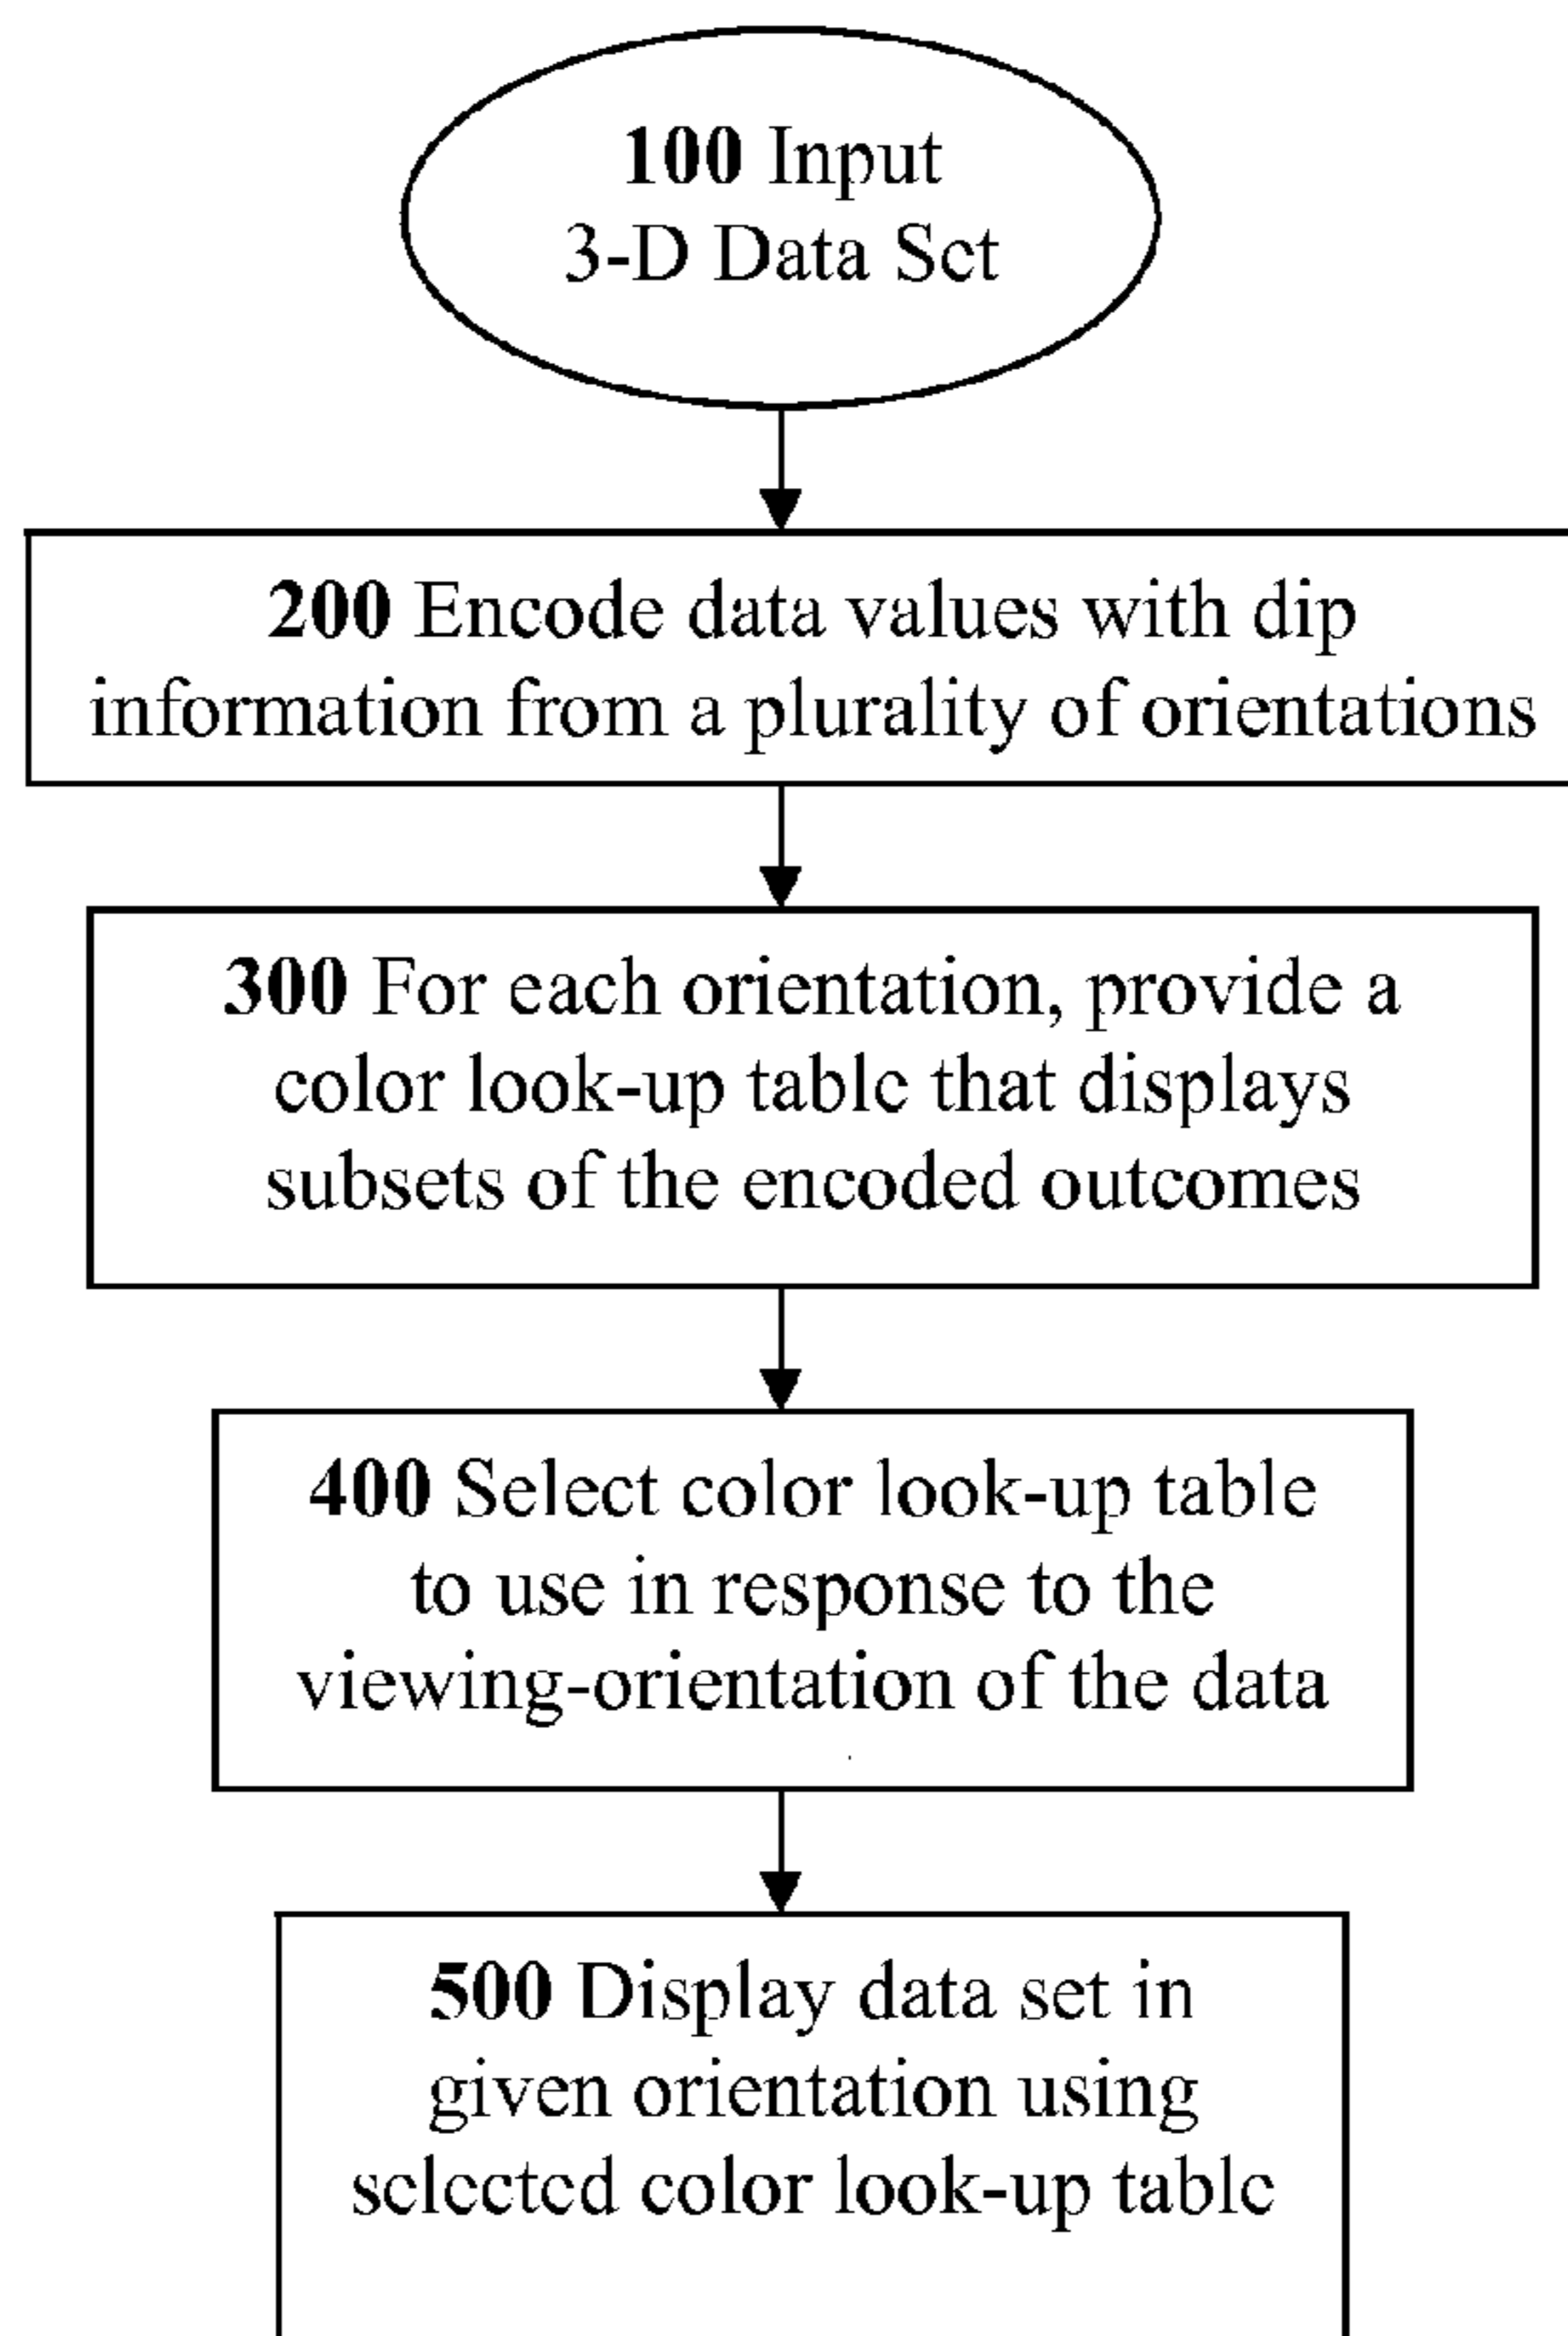 100 Input
3-D Data Set
200 Encode data values with dip
information from a plurality of orientations
300 For each orientation, provide a
color look-up table that displays
subsets of the encoded outcomes
400 Select color look-up table
to use in response to the
viewing-orientation of the data
500 Display data set in
given orientation using
selected color look-up table